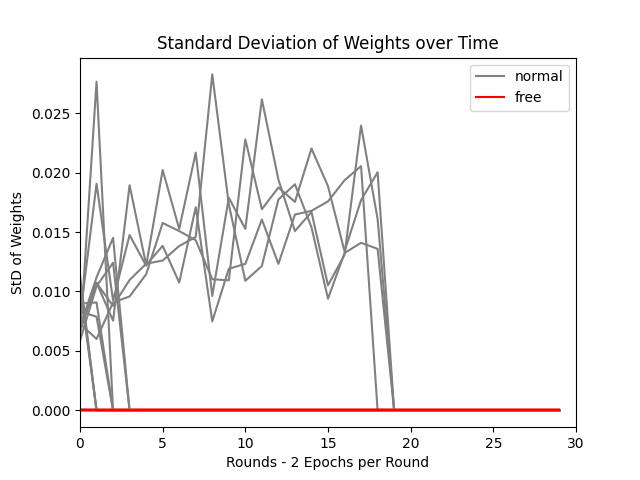 Standard Deviation of Weights over Time
normal
free
StD of Weights
0.025
0.020
0.015
0.010
0.005
0.000
0 5 10 15 20 25 30
Rounds - 2 Epochs per Round